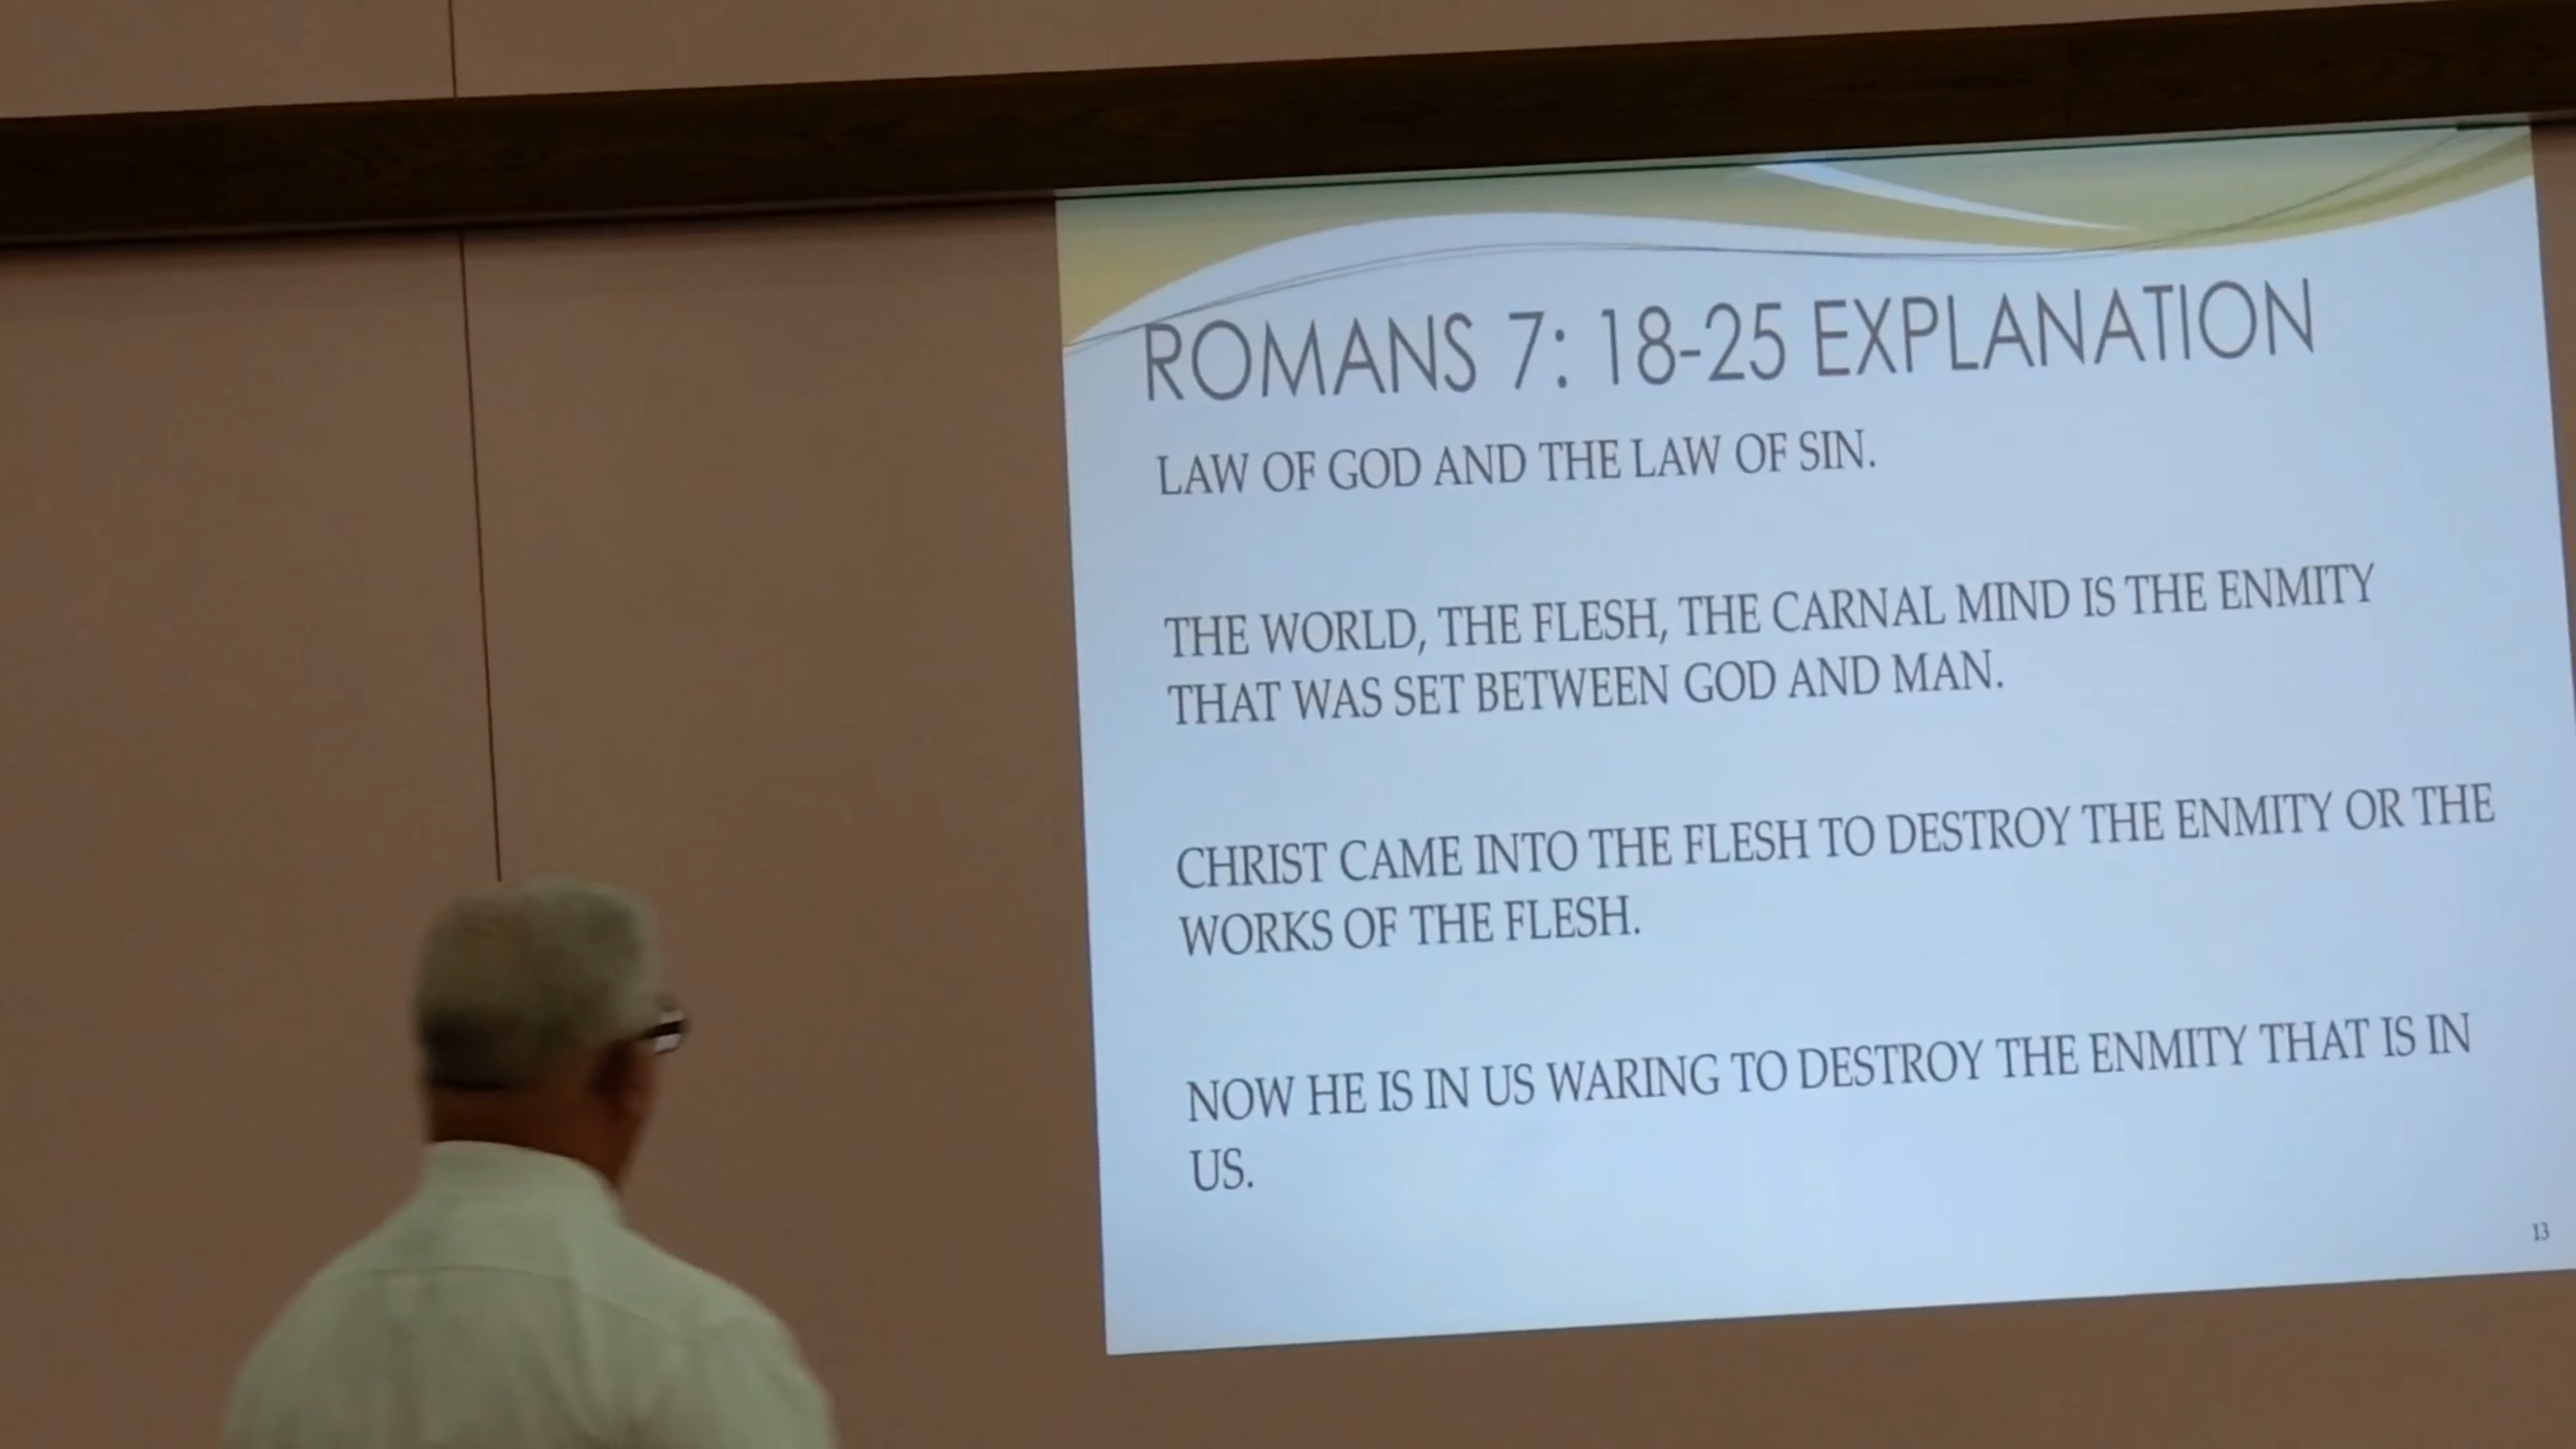 ROMANS 7: 18-25 EXPLANATION
LAW OF GOD AND THE LAW OF SIN.
THE WORLD, THE FLESH, THE CARNAL MIND IS THE ENMITY
THAT WAS SET BETWEEN GOD AND MAN.
CHRIST CAME INTO THE FLESH TO DESTROY THE ENMITY OR THE
WORKS OF THE FLESH.
NOW HE IS IN US WARING TO DESTROY THE ENMITY THAT IS IN
US.
13